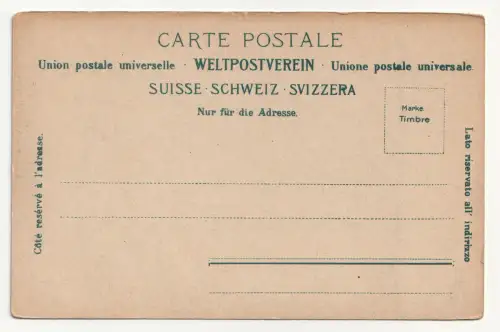 CARTE POSTALE
Union postale universelle · WELTPOSTVEREIN · Unione postale universale.
SUISSE · SCHWEIZ · SVIZZERA
Nur für die Adresse.
Marke
Timbre
Côté resérvé à l'adresse.
Lato riservato all' indirizzo